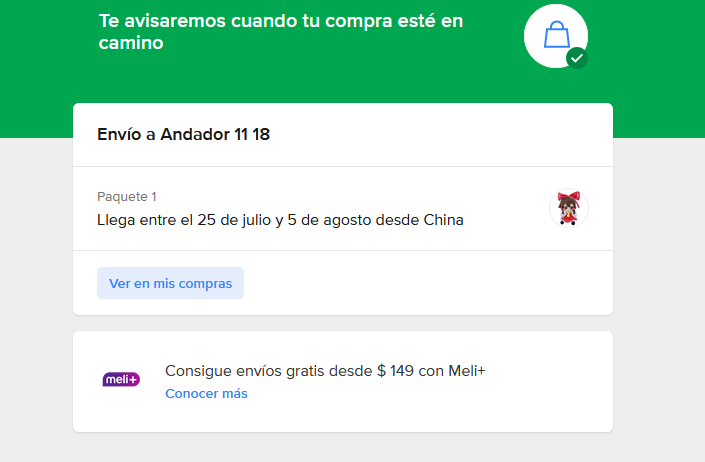 Te avisaremos cuando tu compra esté en
camino
Envío a Andador 11 18
Paquete 1
Llega entre el 25 de julio y 5 de agosto desde China
Ver en mis compras
meli+
Consigue envíos gratis desde $ 149 con Meli+
Conocer más